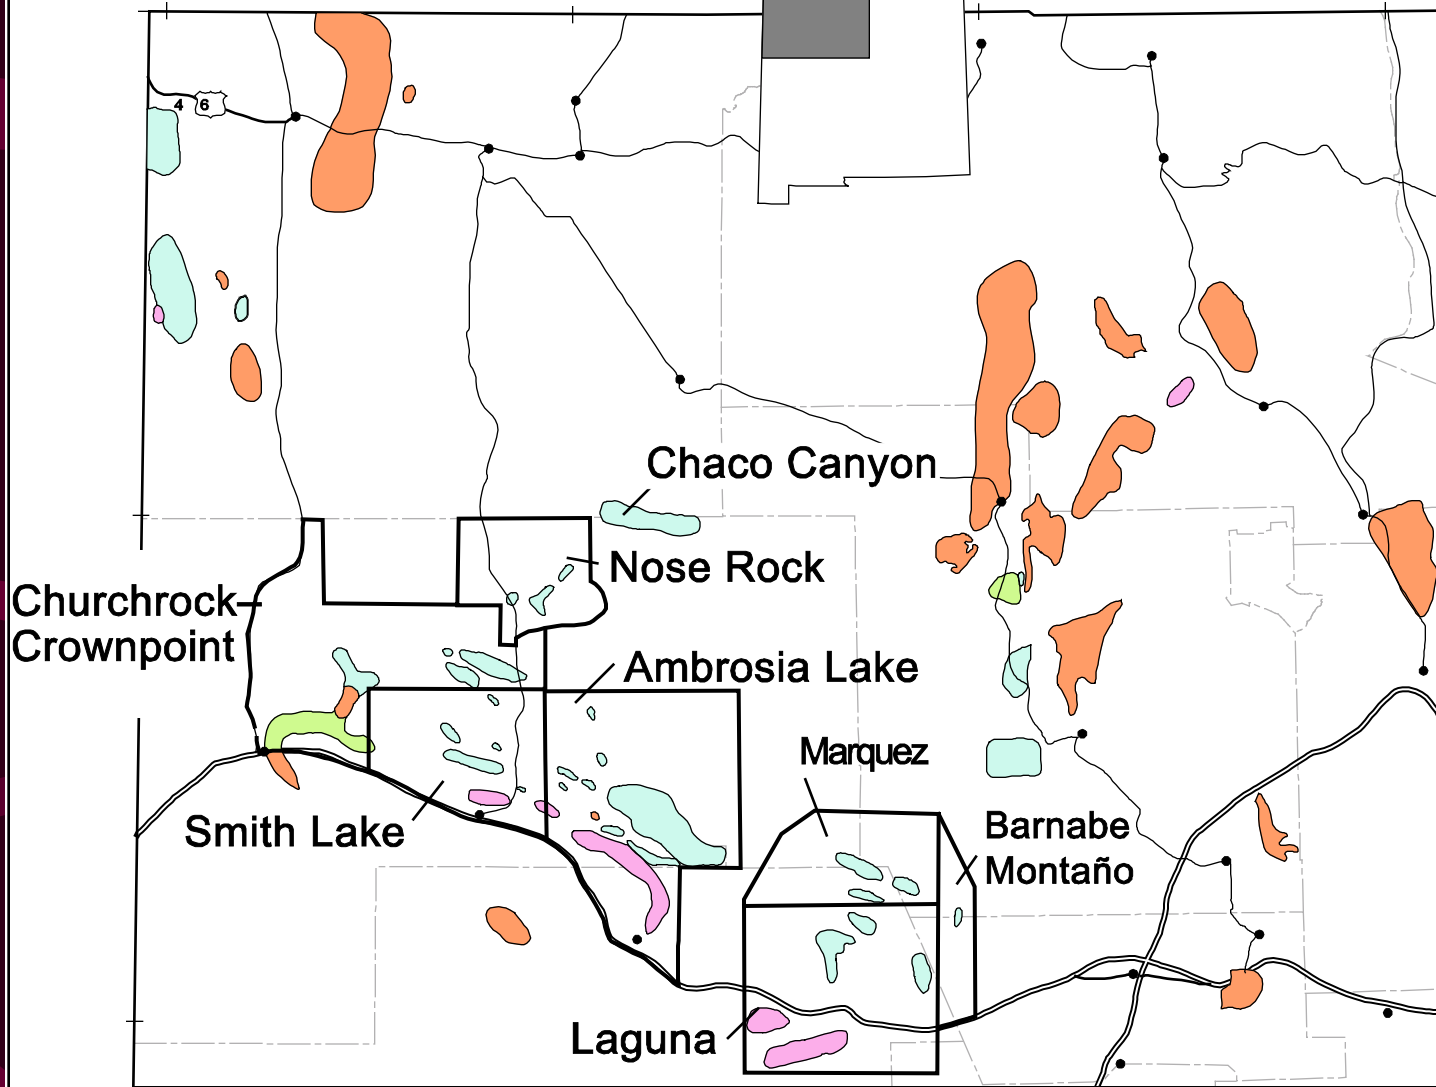 4 6
Chaco Canyon
Nose Rock
Churchrock
Crownpoint
Ambrosia Lake
Marquez
Smith Lake
Barnabe
Montaño
Laguna